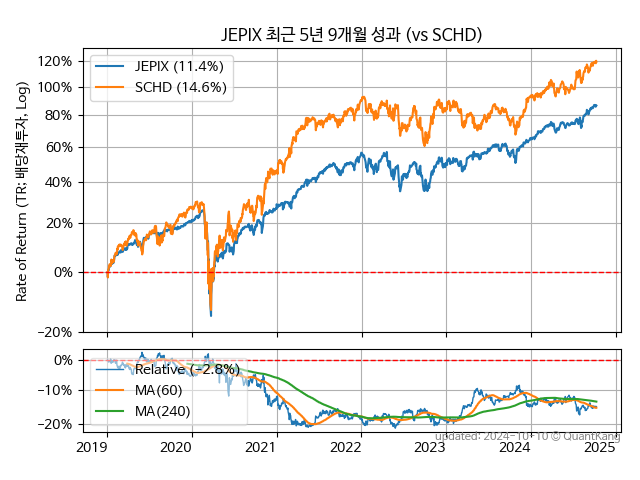 JEPIX 최근 5년 9개월 성과 (vs SCHD)
Rate of Return (TR: 배당재투자, Log)
120%
100%
80%
60%
40%
20%
0%
−20%
JEPIX (11.4%)
SCHD (14.6%)
0%
−10%
−20%
Relative (−2.8%)
MA(60)
MA(240)
2019 2020 2021 2022 2023 2024 2025
updated: 2024-10-10 © QuantKang